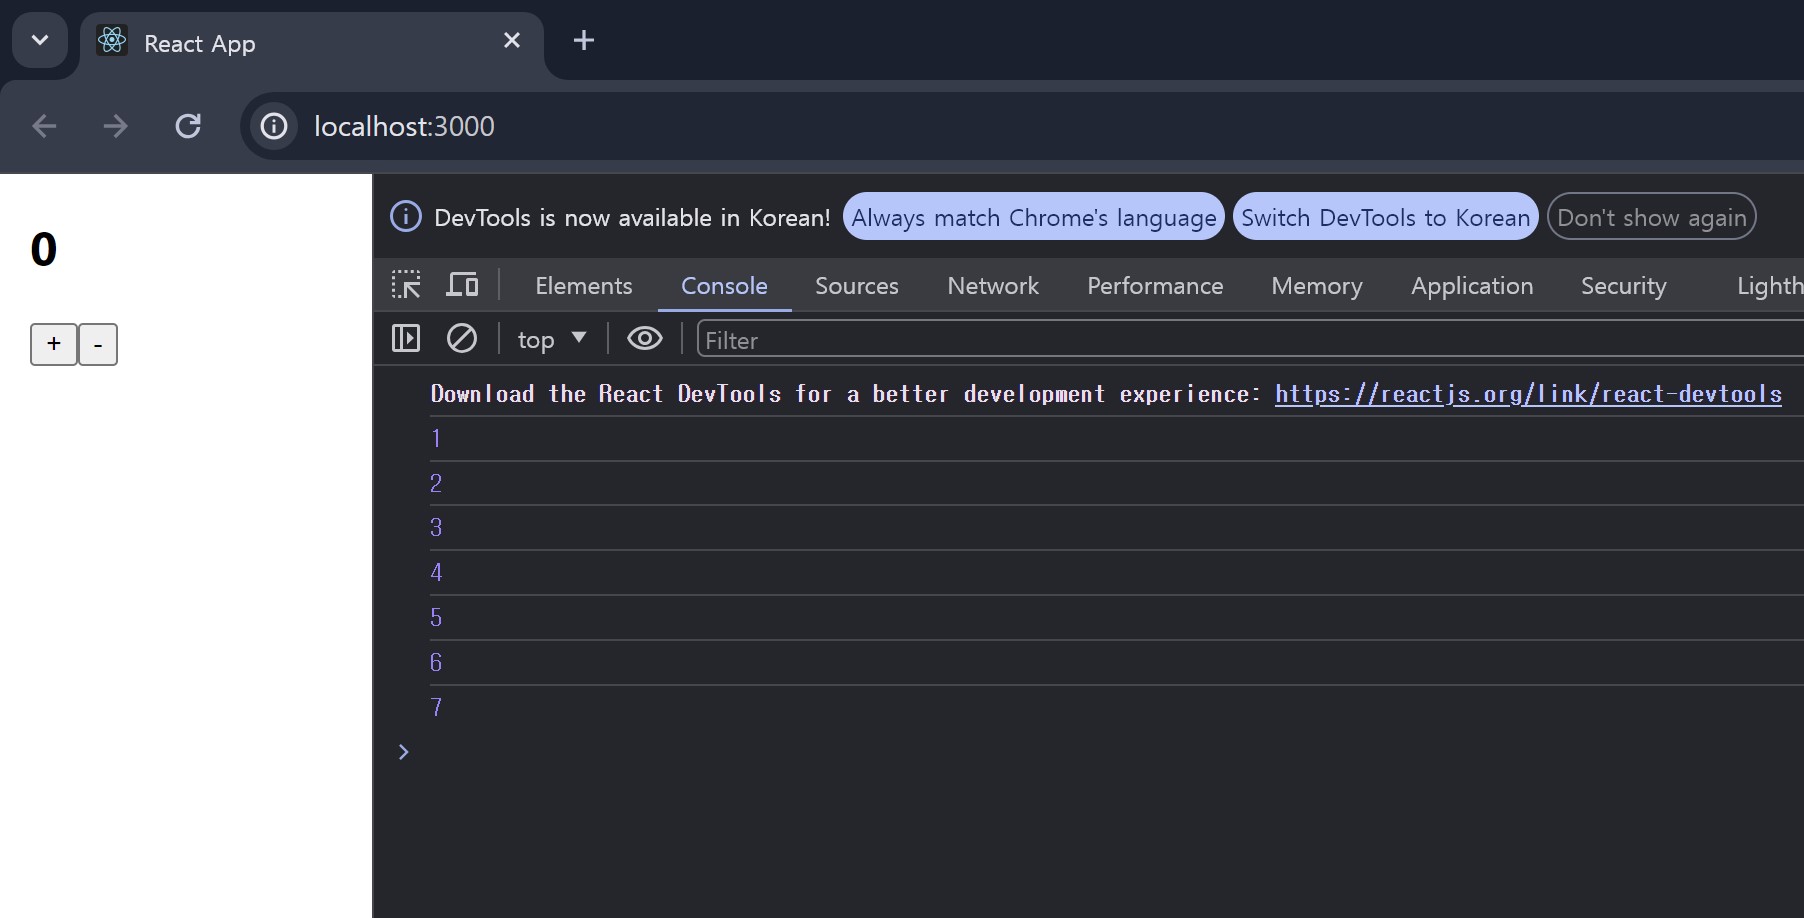 React App
localhost:3000
0
+ -
DevTools is now available in Korean! Always match Chrome's language Switch DevTools to Korean Don't show again
Elements Console Sources Network Performance Memory Application Security Lighth
top Filter
Download the React DevTools for a better development experience: https://reactjs.org/link/react-devtools
1
2
3
4
5
6
7